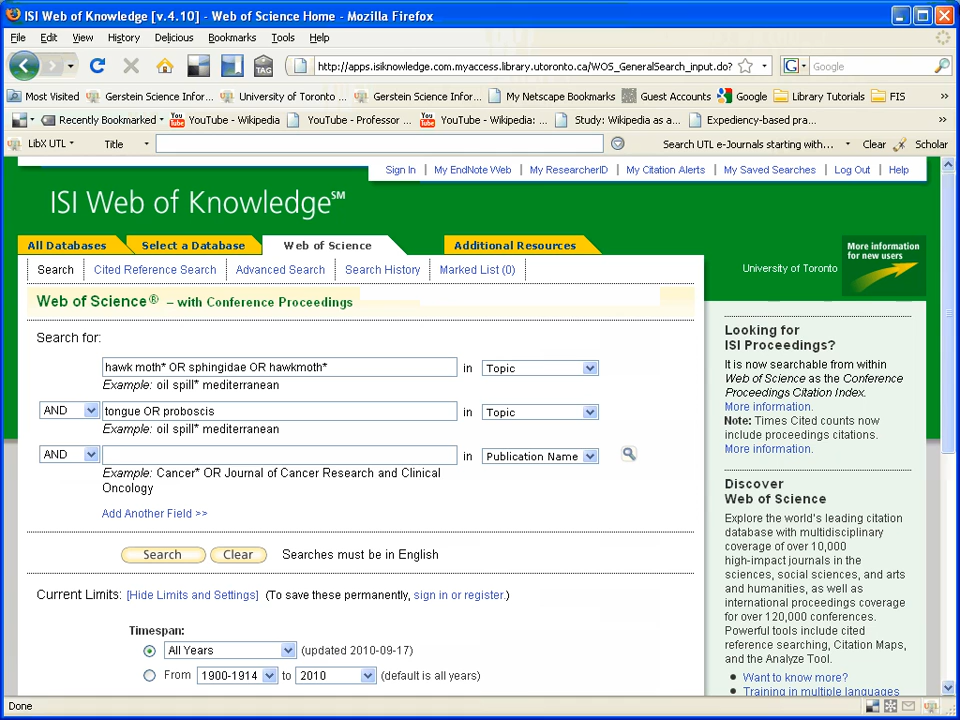 ISI Web of Knowledge [v.4.10] - Web of Science Home - Mozilla Firefox
File Edit View History Delicious Bookmarks Tools Help
TAG http://apps.isiknowledge.com.myaccess.library.utoronto.ca/WOS_GeneralSearch_input.do? G Google
Most Visited Gerstein Science Infor... University of Toronto ... Gerstein Science Infor... My Netscape Bookmarks Guest Accounts Google Library Tutorials FIS »
Recently Bookmarked YouTube - Wikipedia YouTube - Professor ... YouTube - Wikipedia: ... Study: Wikipedia as a... Expediency-based pra... »
LibX UTL Title Search UTL e-Journals starting with... Clear Scholar
Sign In | My EndNote Web | My ResearcherID | My Citation Alerts | My Saved Searches | Log Out | Help
ISI Web of Knowledge℠
All Databases Select a Database Web of Science Additional Resources
Search Cited Reference Search Advanced Search Search History Marked List (0)
University of Toronto
More information
for new users
Web of Science® – with Conference Proceedings
Search for:
hawk moth* OR sphingidae OR hawkmoth* in Topic
Example: oil spill* mediterranean
AND tongue OR proboscis in Topic
Example: oil spill* mediterranean
AND in Publication Name
Example: Cancer* OR Journal of Cancer Research and Clinical
Oncology
Add Another Field >>
Search Clear Searches must be in English
Current Limits: [Hide Limits and Settings] (To save these permanently, sign in or register.)
Timespan:
All Years (updated 2010-09-17)
From 1900-1914 to 2010 (default is all years)
Looking for
ISI Proceedings?
It is now searchable from within
Web of Science as the Conference
Proceedings Citation Index.
More information.
Note: Times Cited counts now
include proceedings citations.
More information.
Discover
Web of Science
Explore the world's leading citation
database with multidisciplinary
coverage of over 10,000
high-impact journals in the
sciences, social sciences, and arts
and humanities, as well as
international proceedings coverage
for over 120,000 conferences.
Powerful tools include cited
reference searching, Citation Maps,
and the Analyze Tool.
Want to know more?
Training in multiple languages
Done